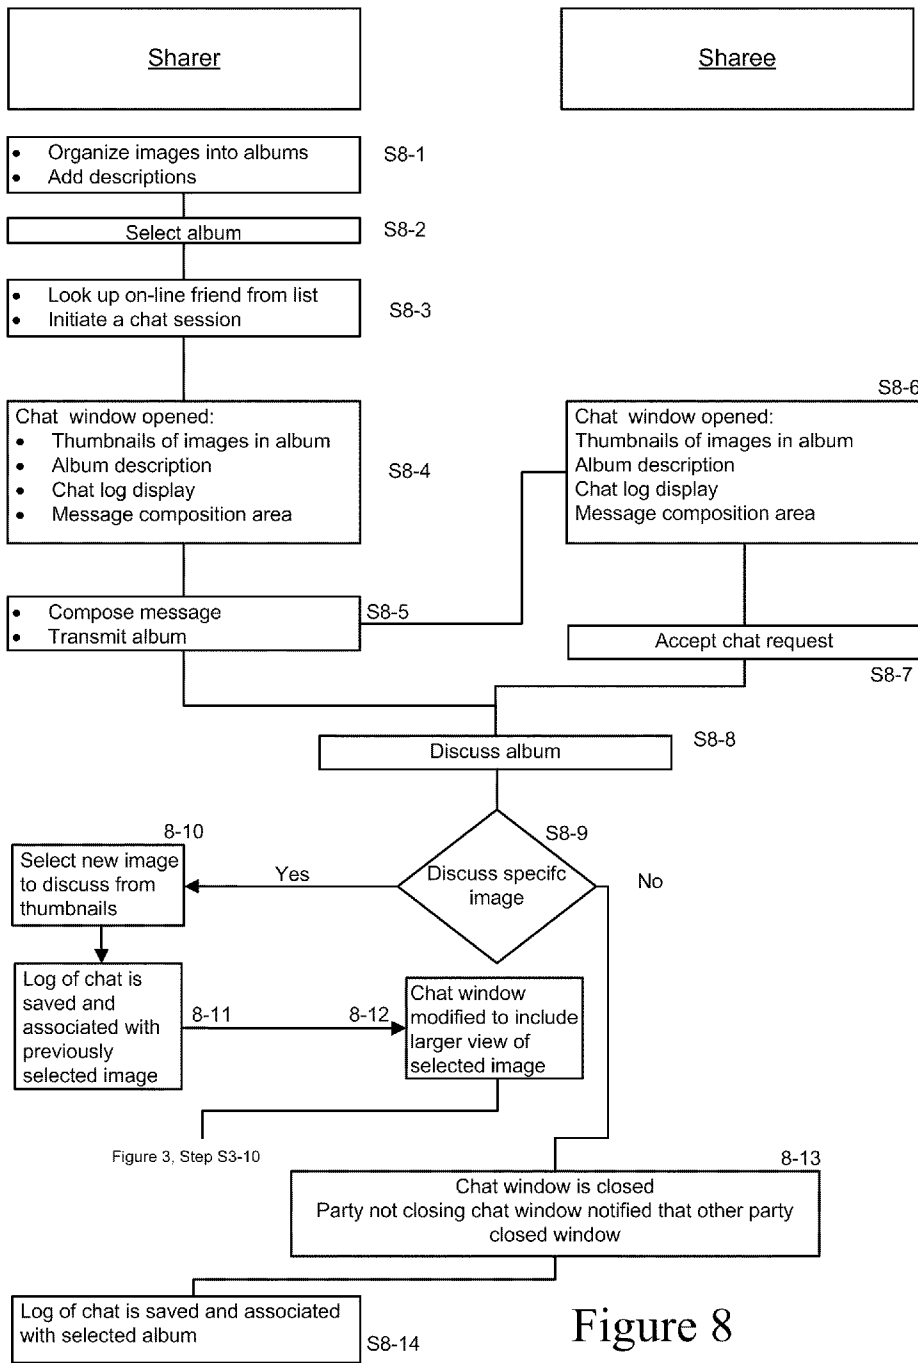 Sharer
Sharee
• Organize images into albums
• Add descriptions
S8-1
Select album
S8-2
• Look up on-line friend from list
• Initiate a chat session
S8-3
Chat window opened:
• Thumbnails of images in album
• Album description
• Chat log display
• Message composition area
S8-4
S8-6
Chat window opened:
Thumbnails of images in album
Album description
Chat log display
Message composition area
• Compose message
• Transmit album
S8-5
Accept chat request
S8-7
Discuss album
S8-8
S8-9
Discuss specifc
image
Yes
No
8-10
Select new image
to discuss from
thumbnails
Log of chat is
saved and
associated with
previously
selected image
8-11
8-12
Chat window
modified to include
larger view of
selected image
Figure 3, Step S3-10
8-13
Chat window is closed
Party not closing chat window notified that other party
closed window
Log of chat is saved and associated
with selected album
S8-14
Figure 8